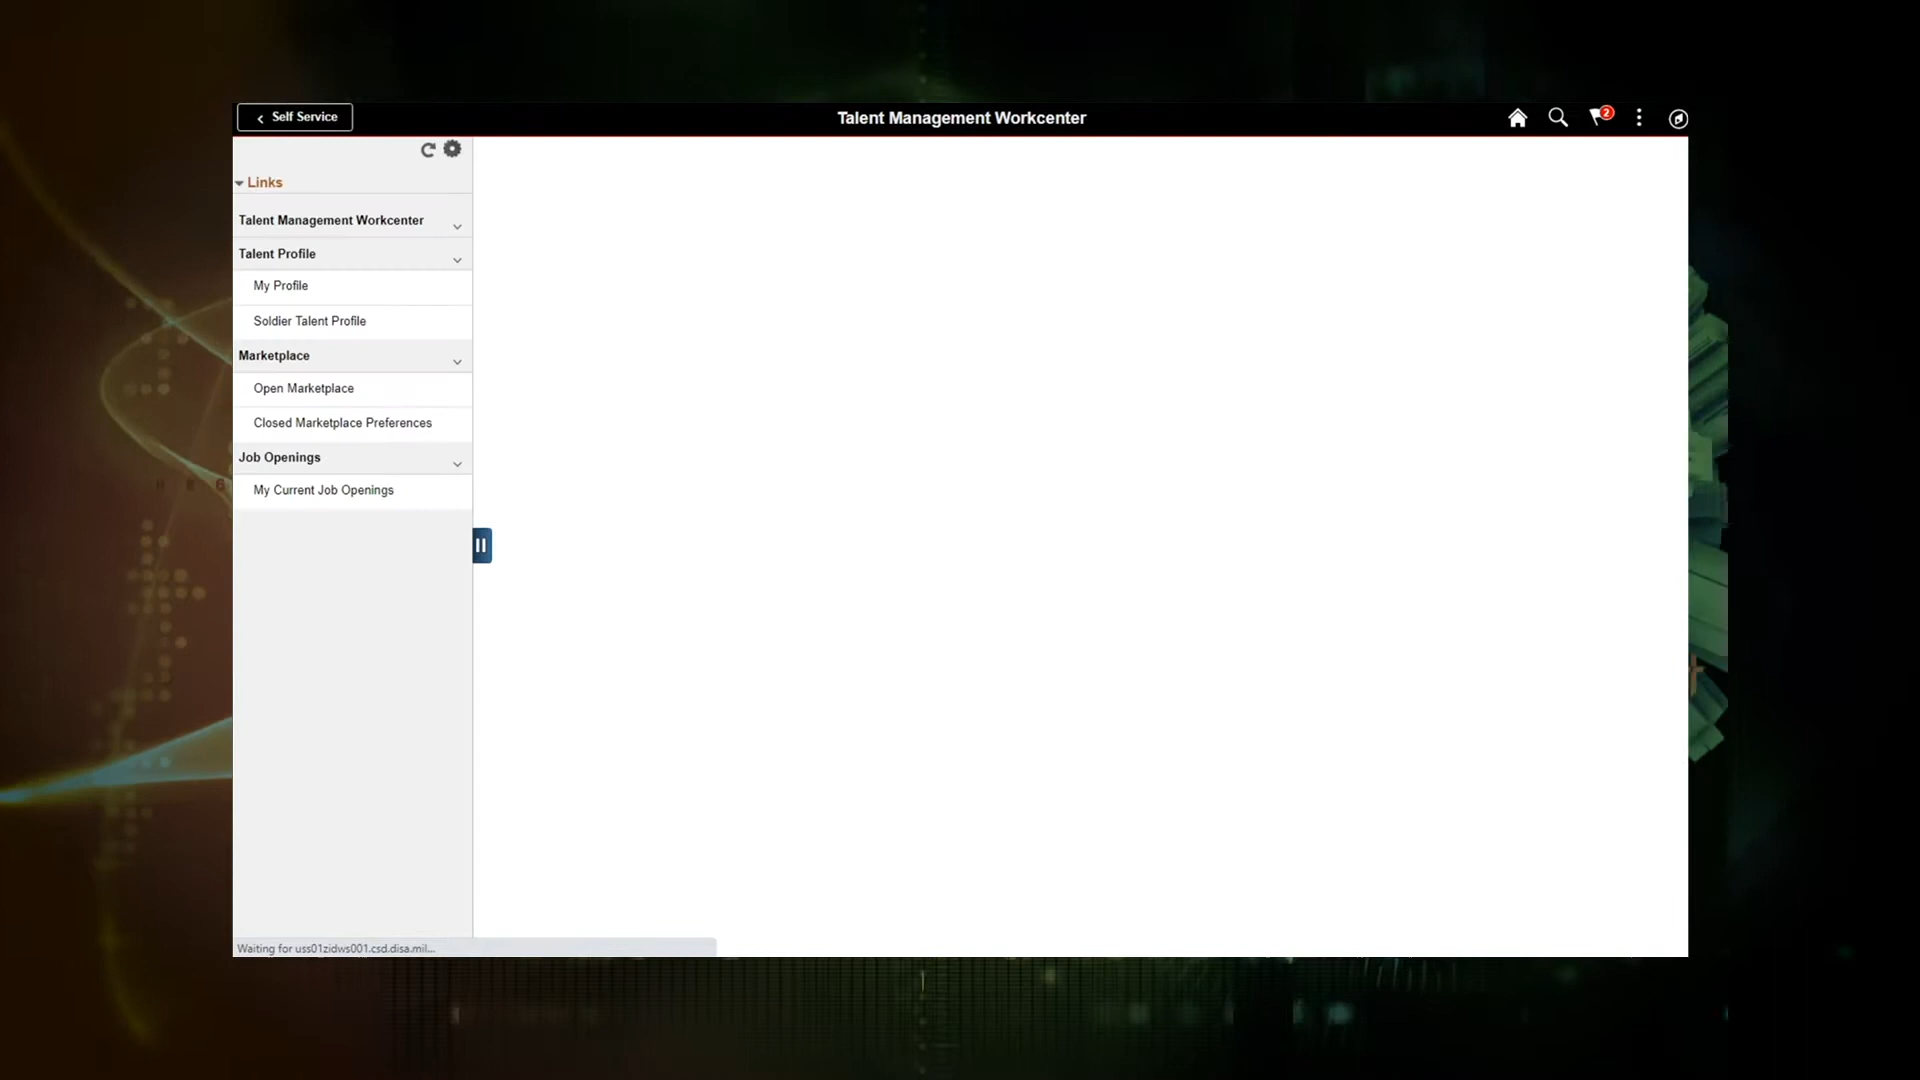 Self Service
Talent Management Workcenter
2
Links
Talent Management Workcenter
Talent Profile
My Profile
Soldier Talent Profile
Marketplace
Open Marketplace
Closed Marketplace Preferences
Job Openings
My Current Job Openings
Waiting for uss01zidws001.csd.disa.mil...